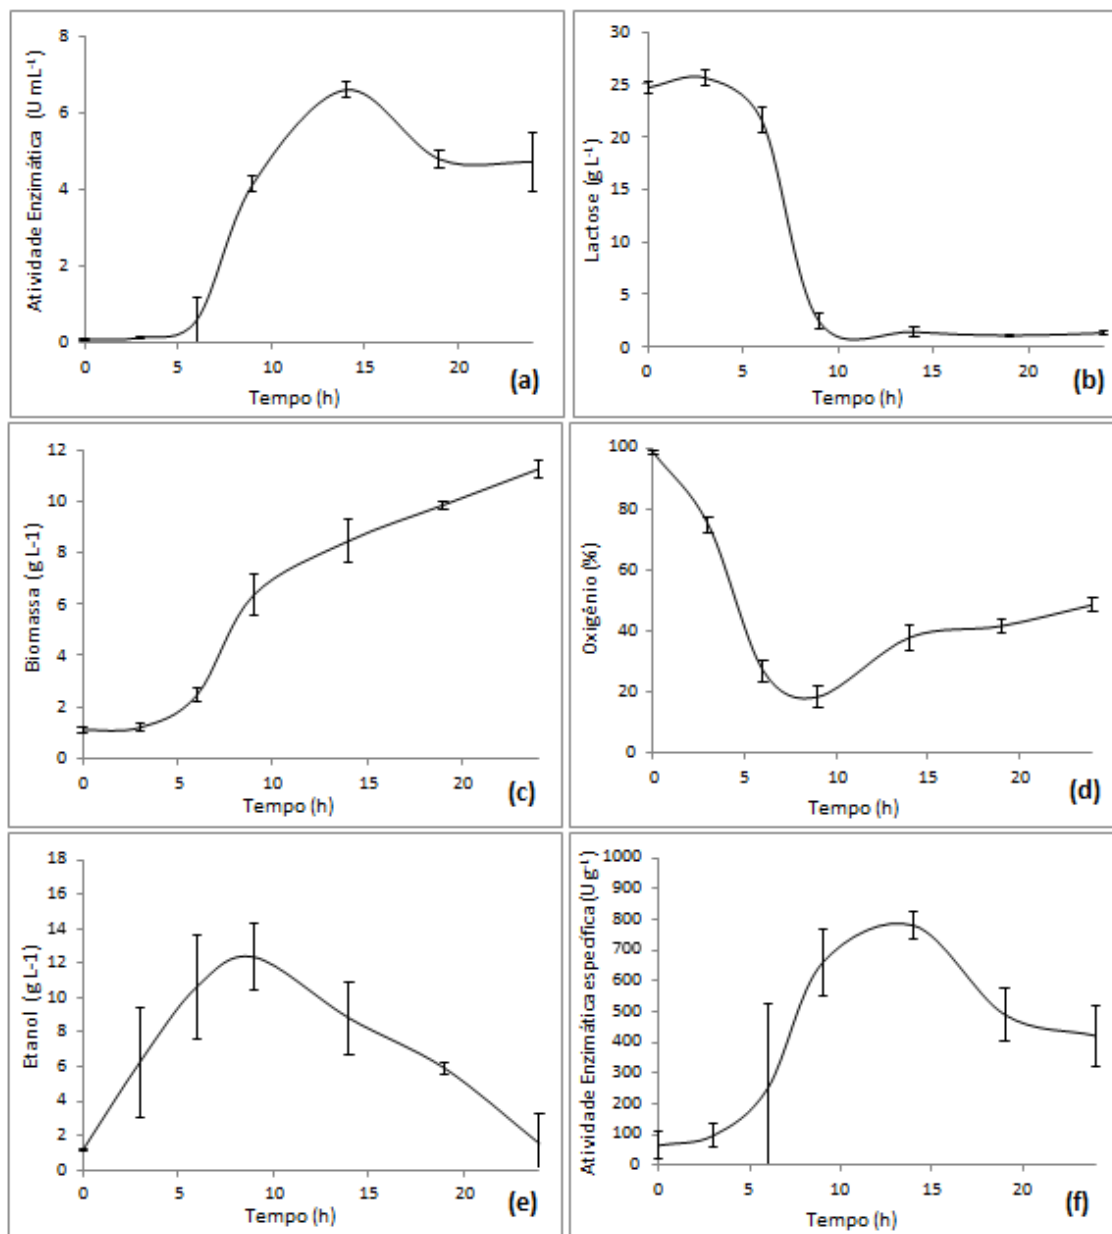 Atividade Enzimática (U mL⁻¹)
8
6
4
2
0
0 5 10 15 20
Tempo (h)
(a)
Lactose (g L⁻¹)
30
25
20
15
10
5
0
0 5 10 15 20
Tempo (h)
(b)
Biomassa (g L-1)
12
10
8
6
4
2
0
0 5 10 15 20
Tempo (h)
(c)
Oxigênio (%)
100
80
60
40
20
0
0 5 10 15 20
Tempo (h)
(d)
Etanol (g L-1)
18
16
14
12
10
8
6
4
2
0
0 5 10 15 20
Tempo (h)
(e)
Atividade Enzimática específica (U g⁻¹)
1000
900
800
700
600
500
400
300
200
100
0
0 5 10 15 20
Tempo (h)
(f)